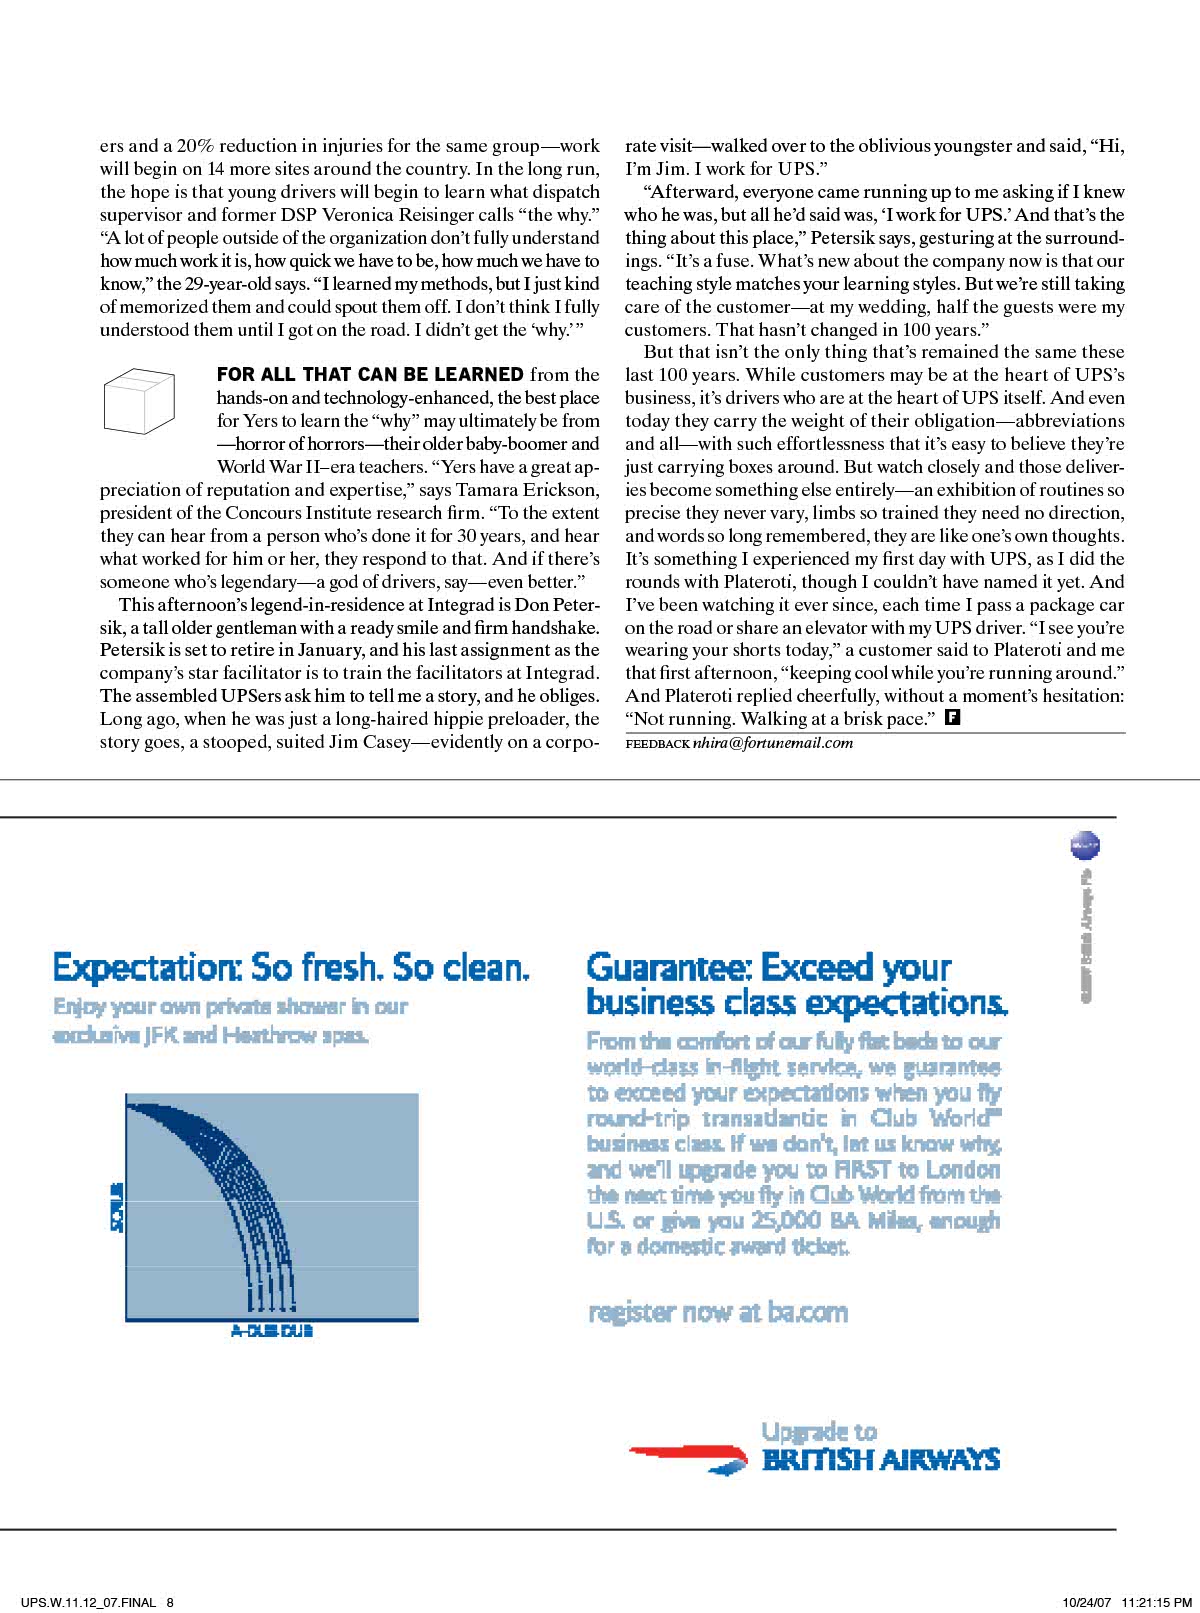 ers and a 20% reduction in injuries for the same group—work
will begin on 14 more sites around the country. In the long run,
the hope is that young drivers will begin to learn what dispatch
supervisor and former DSP Veronica Reisinger calls “the why.”
“A lot of people outside of the organization don’t fully understand
how much work it is, how quick we have to be, how much we have to
know,” the 29-year-old says. “I learned my methods, but I just kind
of memorized them and could spout them off. I don’t think I fully
understood them until I got on the road. I didn’t get the ‘why.’”
FOR ALL THAT CAN BE LEARNED from the
hands-on and technology-enhanced, the best place
for Yers to learn the “why” may ultimately be from
—horror of horrors—their older baby-boomer and
World War II–era teachers. “Yers have a great ap-
preciation of reputation and expertise,” says Tamara Erickson,
president of the Concours Institute research firm. “To the extent
they can hear from a person who’s done it for 30 years, and hear
what worked for him or her, they respond to that. And if there’s
someone who’s legendary—a god of drivers, say—even better.”
This afternoon’s legend-in-residence at Integrad is Don Peter-
sik, a tall older gentleman with a ready smile and firm handshake.
Petersik is set to retire in January, and his last assignment as the
company’s star facilitator is to train the facilitators at Integrad.
The assembled UPSers ask him to tell me a story, and he obliges.
Long ago, when he was just a long-haired hippie preloader, the
story goes, a stooped, suited Jim Casey—evidently on a corpo-
rate visit—walked over to the oblivious youngster and said, “Hi,
I’m Jim. I work for UPS.”
“Afterward, everyone came running up to me asking if I knew
who he was, but all he’d said was, ‘I work for UPS.’ And that’s the
thing about this place,” Petersik says, gesturing at the surround-
ings. “It’s a fuse. What’s new about the company now is that our
teaching style matches your learning styles. But we’re still taking
care of the customer—at my wedding, half the guests were my
customers. That hasn’t changed in 100 years.”
But that isn’t the only thing that’s remained the same these
last 100 years. While customers may be at the heart of UPS’s
business, it’s drivers who are at the heart of UPS itself. And even
today they carry the weight of their obligation—abbreviations
and all—with such effortlessness that it’s easy to believe they’re
just carrying boxes around. But watch closely and those deliver-
ies become something else entirely—an exhibition of routines so
precise they never vary, limbs so trained they need no direction,
and words so long remembered, they are like one’s own thoughts.
It’s something I experienced my first day with UPS, as I did the
rounds with Plateroti, though I couldn’t have named it yet. And
I’ve been watching it ever since, each time I pass a package car
on the road or share an elevator with my UPS driver. “I see you’re
wearing your shorts today,” a customer said to Plateroti and me
that first afternoon, “keeping cool while you’re running around.”
And Plateroti replied cheerfully, without a moment’s hesitation:
“Not running. Walking at a brisk pace.” F
FEEDBACK nhira@fortunemail.com
Expectation: So fresh. So clean.
Enjoy your own private shower in our
exclusive JFK and Heathrow spas.
A-DUB DUB
Guarantee: Exceed your
business class expectations.
From the comfort of our fully flat beds to our
world-class in-flight service, we guarantee
to exceed your expectations when you fly
round-trip transatlantic in Club World℠
business class. If we don't, let us know why,
and we'll upgrade you to FIRST to London
the next time you fly in Club World from the
U.S. or give you 25,000 BA Miles, enough
for a domestic award ticket.
register now at ba.com
British Airways Plc
Upgrade to
BRITISH AIRWAYS
UPS.W.11.12_07.FINAL 8
10/24/07 11:21:15 PM